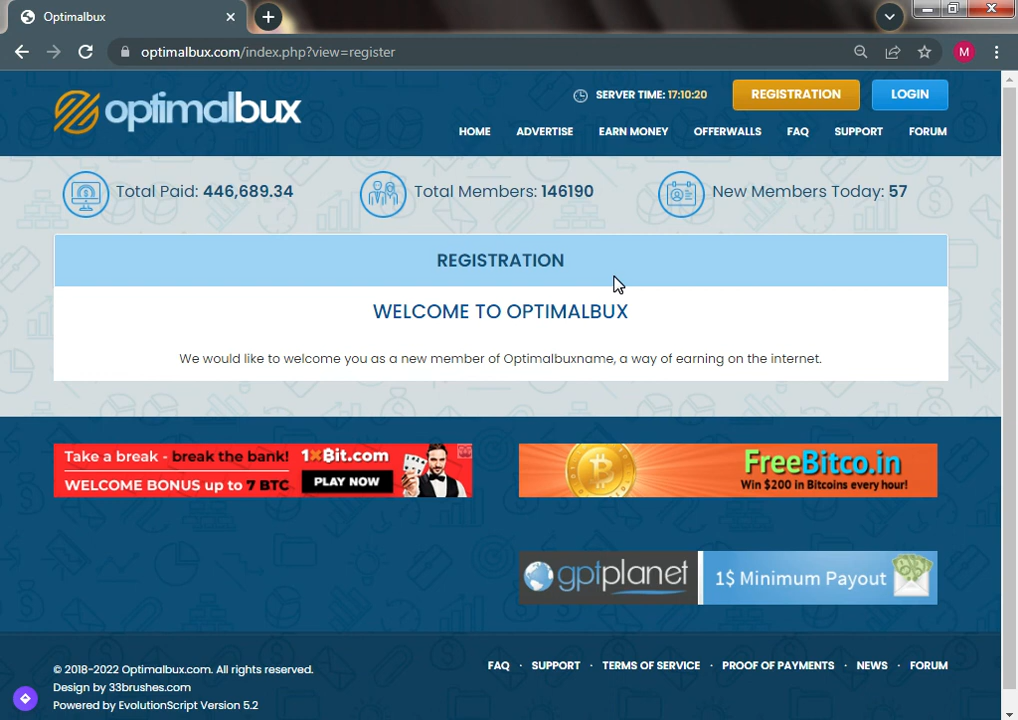 Optimalbux
optimalbux.com/index.php?view=register
M
optimalbux
SERVER TIME: 17:10:20
REGISTRATION
LOGIN
HOME
ADVERTISE
EARN MONEY
OFFERWALLS
FAQ
SUPPORT
FORUM
Total Paid: 446,689.34
Total Members: 146190
New Members Today: 57
REGISTRATION
WELCOME TO OPTIMALBUX
We would like to welcome you as a new member of Optimalbuxname, a way of earning on the internet.
Take a break - break the bank!
WELCOME BONUS up to 7 BTC
1xBit.com
PLAY NOW
FreeBitco.in
Win $200 in Bitcoins every hour!
gptplanet
1$ Minimum Payout
© 2018-2022 Optimalbux.com. All rights reserved.
Design by 33brushes.com
Powered by EvolutionScript Version 5.2
FAQ · SUPPORT · TERMS OF SERVICE · PROOF OF PAYMENTS · NEWS · FORUM